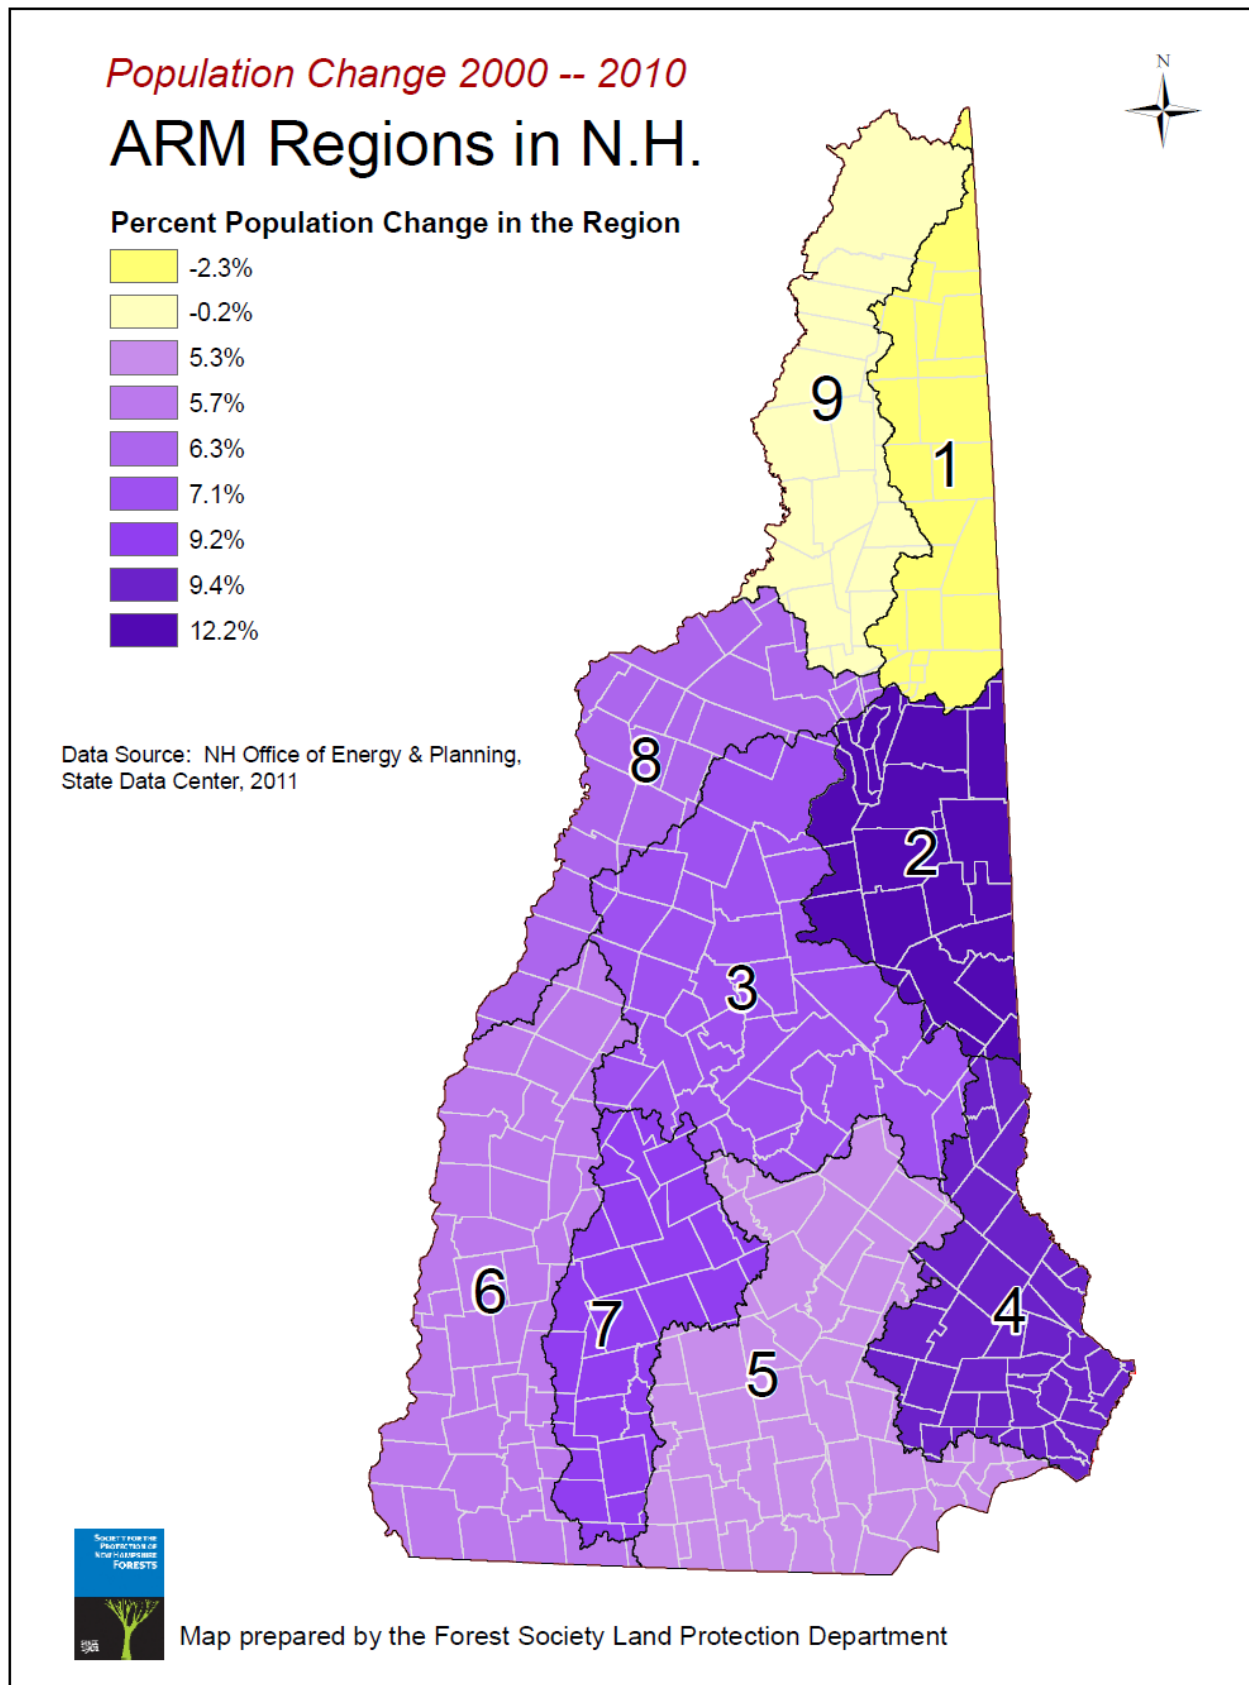 Population Change 2000 -- 2010
N
ARM Regions in N.H.
Percent Population Change in the Region
-2.3%
-0.2%
5.3%
5.7%
6.3%
7.1%
9.2%
9.4%
12.2%
9
1
8
2
3
6
7
4
5
Data Source: NH Office of Energy & Planning,
State Data Center, 2011
SOCIETY FOR THE
PROTECTION OF
NEW HAMPSHIRE
FORESTS
Map prepared by the Forest Society Land Protection Department